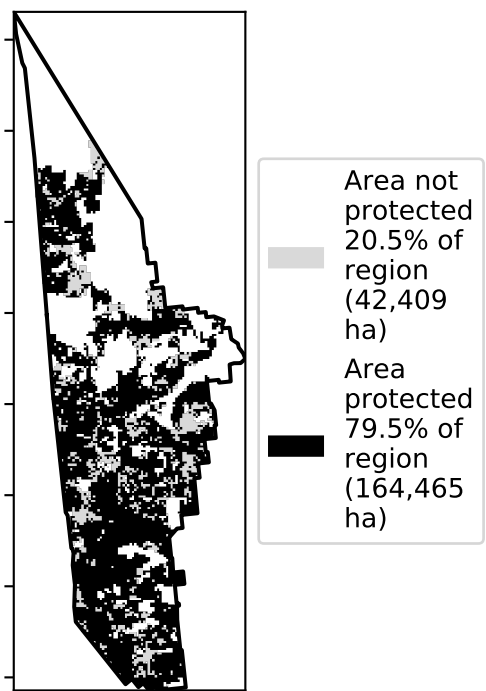 Area not
protected
20.5% of
region
(42,409
ha)
Area
protected
79.5% of
region
(164,465
ha)